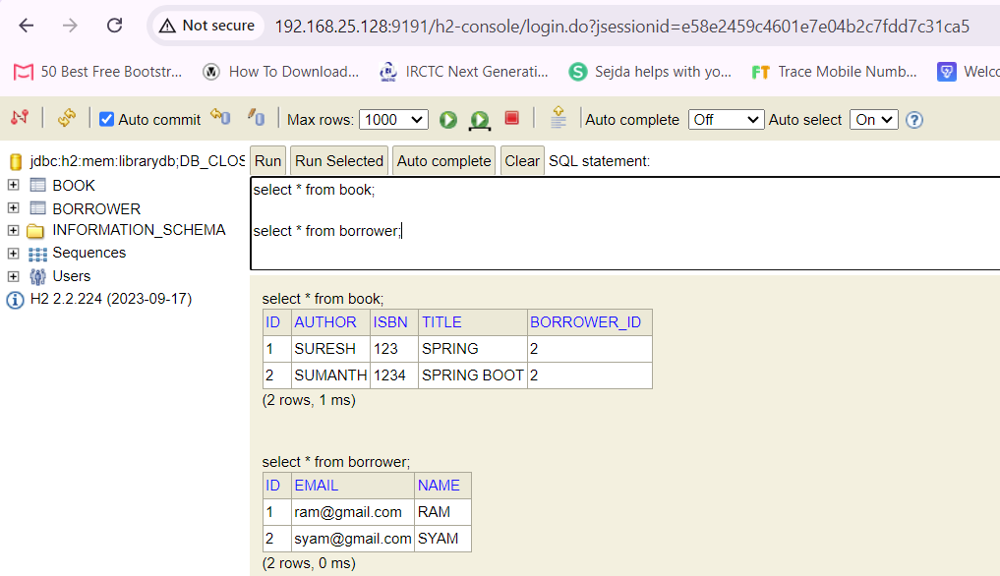 Not secure 192.168.25.128:9191/h2-console/login.do?jsessionid=e58e2459c4601e7e04b2c7fdd7c31ca5
50 Best Free Bootstr... How To Download... IRCTC Next Generati... Sejda helps with yo... FT Trace Mobile Numb... Welco
Auto commit Max rows: 1000 Auto complete Off Auto select On ?
jdbc:h2:mem:librarydb;DB_CLOS Run Run Selected Auto complete Clear SQL statement:
BOOK
BORROWER
INFORMATION_SCHEMA
Sequences
Users
H2 2.2.224 (2023-09-17)
select * from book;
select * from borrower;
select * from book;
ID AUTHOR ISBN TITLE BORROWER_ID
1 SURESH 123 SPRING 2
2 SUMANTH 1234 SPRING BOOT 2
(2 rows, 1 ms)
select * from borrower;
ID EMAIL NAME
1 ram@gmail.com RAM
2 syam@gmail.com SYAM
(2 rows, 0 ms)